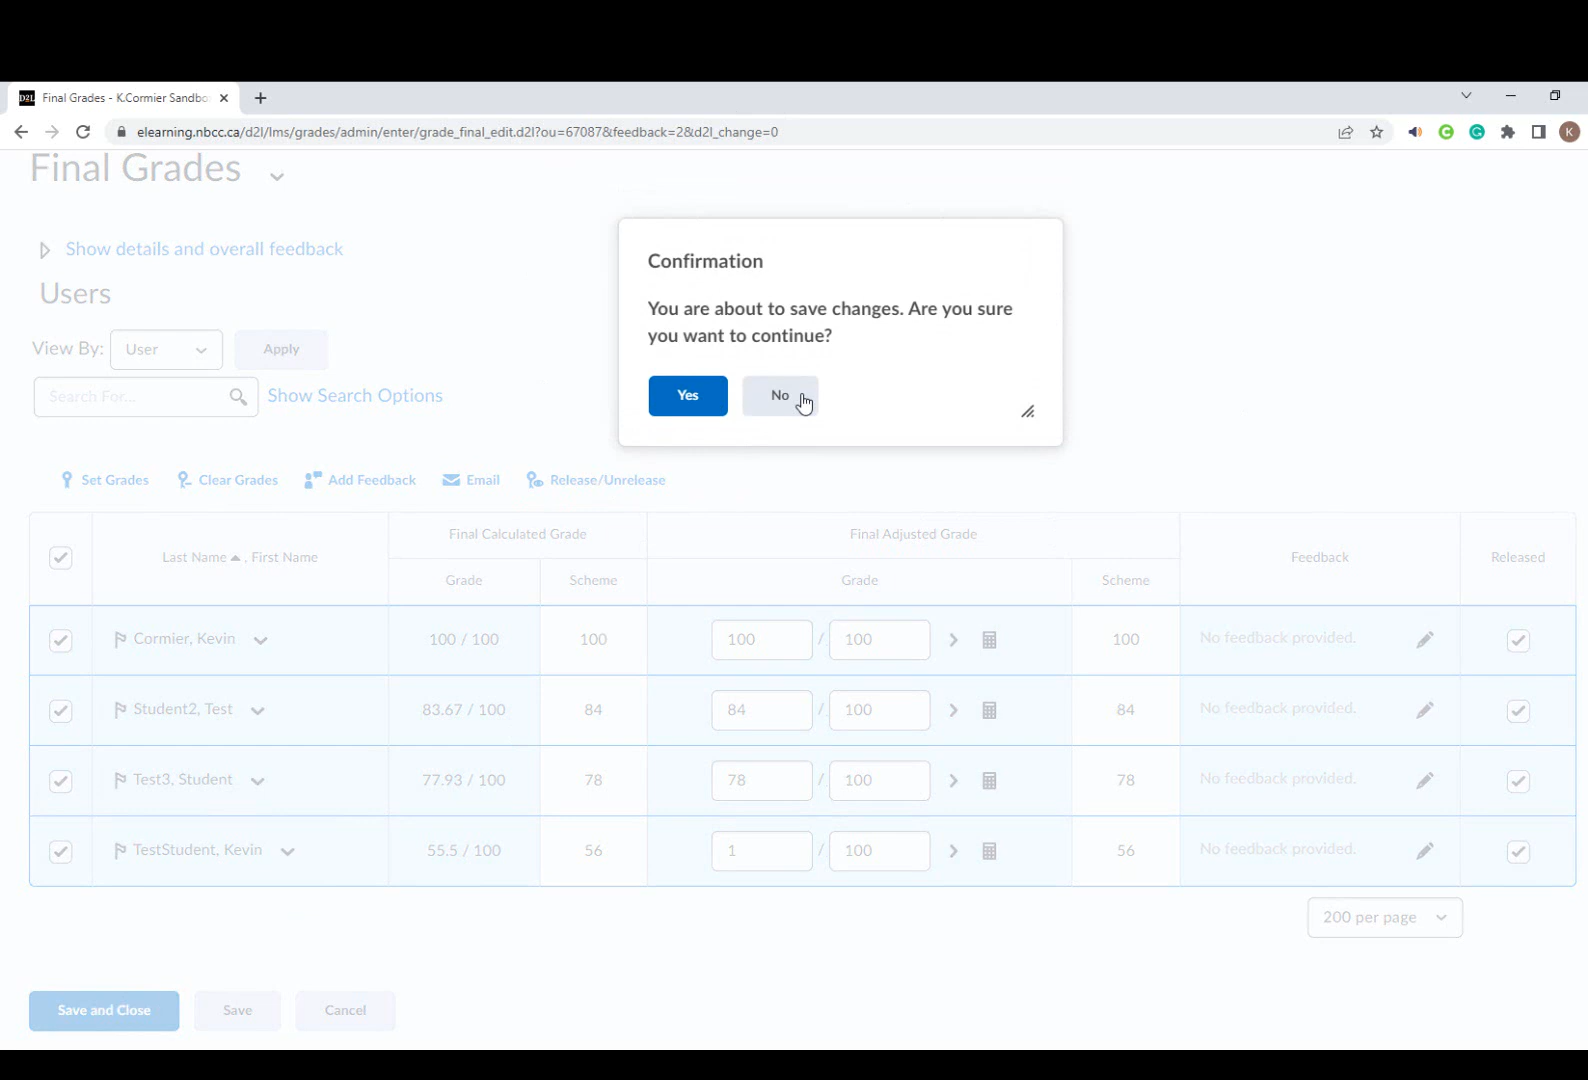 D2L Final Grades - K.Cormier Sandbo
elearning.nbcc.ca/d2l/lms/grades/admin/enter/grade_final_edit.d2l?ou=67087&feedback=2&d2l_change=0
K
Final Grades
Show details and overall feedback
Users
View By: User Apply
Search For... Show Search Options
Confirmation
You are about to save changes. Are you sure
you want to continue?
Yes No
Set Grades Clear Grades Add Feedback Email Release/Unrelease
Final Calculated Grade Final Adjusted Grade
Last Name , First Name Feedback Released
Grade Scheme Grade Scheme
Cormier, Kevin 100 / 100 100 100 / 100 100 No feedback provided.
Student2, Test 83.67 / 100 84 84 / 100 84 No feedback provided.
Test3, Student 77.93 / 100 78 78 / 100 78 No feedback provided.
TestStudent, Kevin 55.5 / 100 56 1 / 100 56 No feedback provided.
200 per page
Save and Close Save Cancel